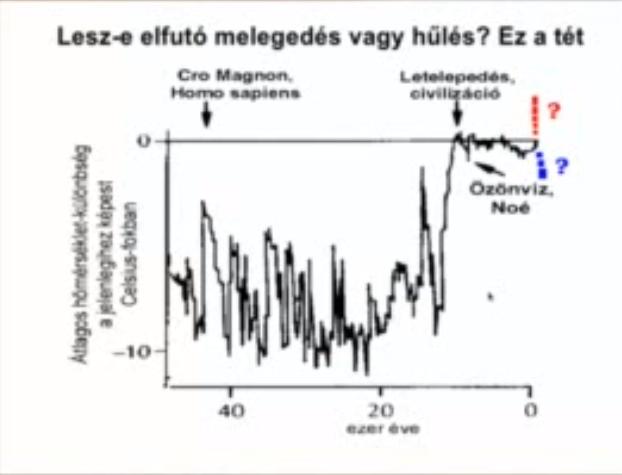 Lesz-e elfutó melegedés vagy hűlés? Ez a tét
Cro Magnon,
Homo sapiens
Letelepedés,
civilizáció
?
?
0
Özönvíz,
Noé
Átlagos hőmérséklet-különbség
a jelenlegihez képest
Celsius-fokban
-10
40
20
0
ezer éve